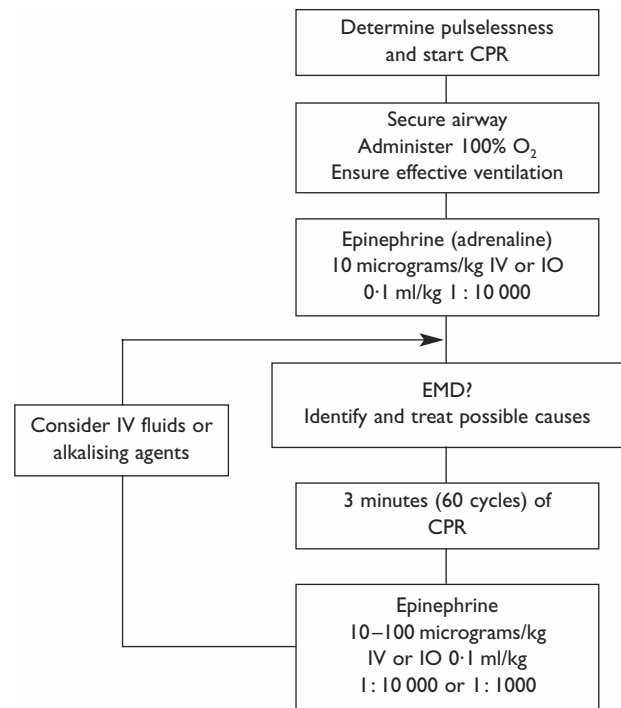 Determine pulselessness
and start CPR
Secure airway
Administer 100% O₂
Ensure effective ventilation
Epinephrine (adrenaline)
10 micrograms/kg IV or IO
0·1 ml/kg 1 : 10 000
EMD?
Identify and treat possible causes
Consider IV fluids or
alkalising agents
3 minutes (60 cycles) of
CPR
Epinephrine
10–100 micrograms/kg
IV or IO 0·1 ml/kg
1 : 10 000 or 1 : 1000